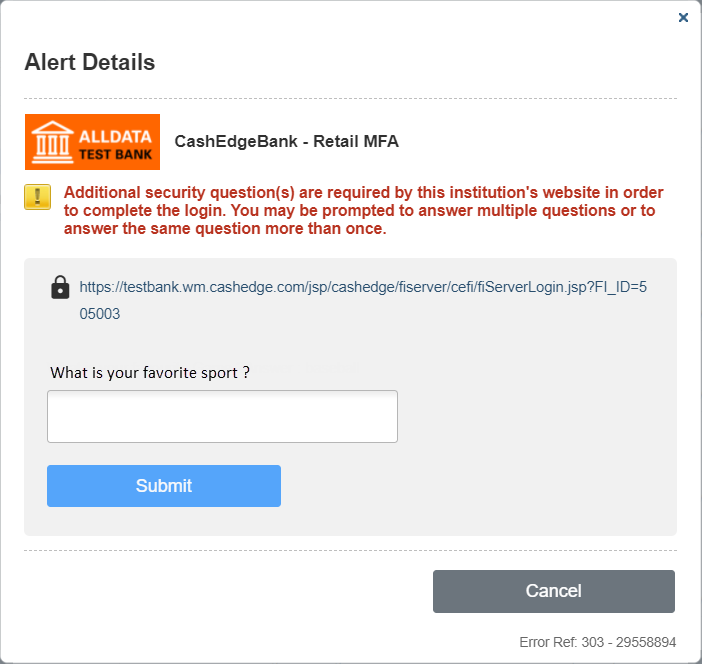 ×
Alert Details
ALLDATA
TEST BANK
CashEdgeBank - Retail MFA
!
Additional security question(s) are required by this institution's website in order
to complete the login. You may be prompted to answer multiple questions or to
answer the same question more than once.
https://testbank.wm.cashedge.com/jsp/cashedge/fiserver/cefi/fiServerLogin.jsp?FI_ID=5
05003
What is your favorite sport ?
Submit
Cancel
Error Ref: 303 - 29558894